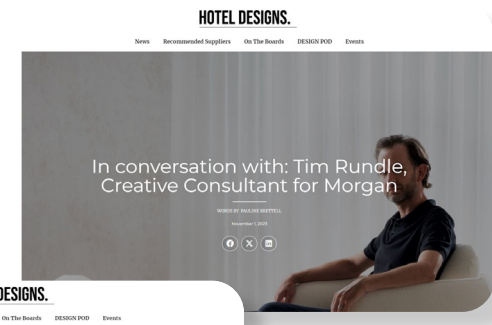 HOTEL DESIGNS.
News Recommended Suppliers On The Boards DESIGN POD Events
In conversation with: Tim Rundle,
Creative Consultant for Morgan
WORDS BY PAULINE BRETTELL
November 1, 2025
DESIGNS.
On The Boards DESIGN POD Events